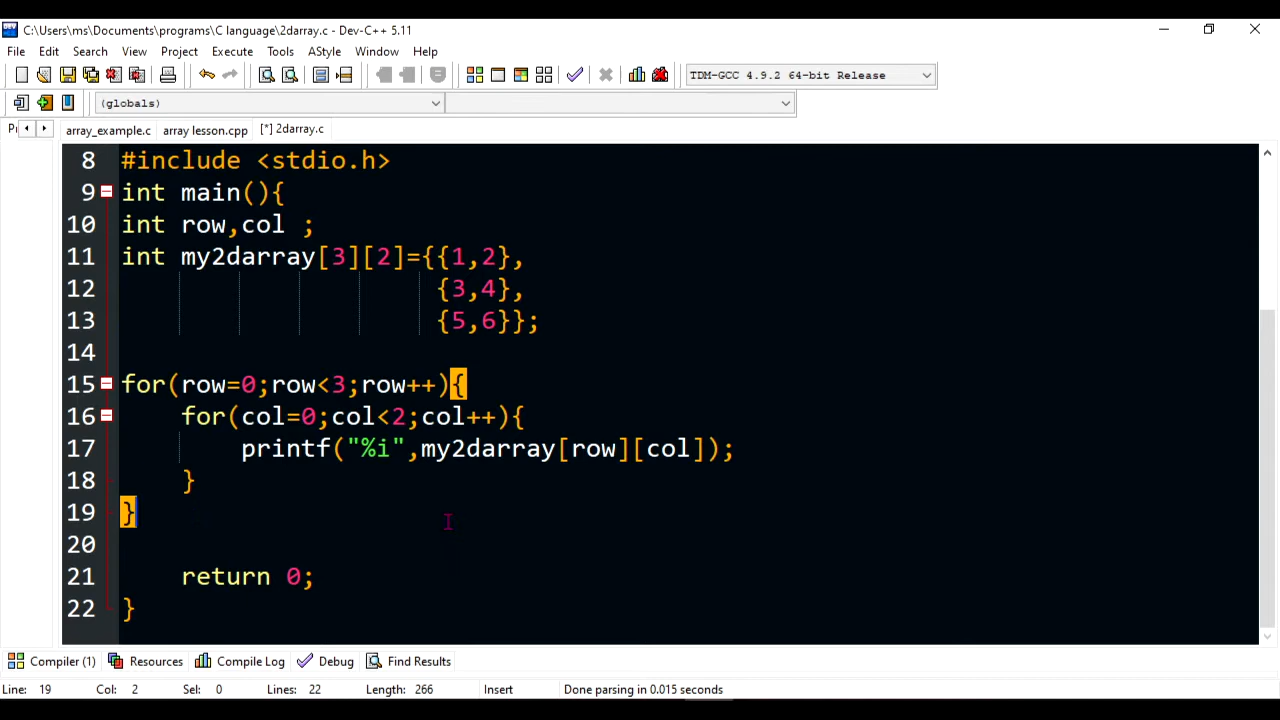 C:\Users\ms\Documents\programs\C language\2darray.c - Dev-C++ 5.11
File Edit Search View Project Execute Tools AStyle Window Help
TDM-GCC 4.9.2 64-bit Release
(globals)
array_example.c array lesson.cpp [*] 2darray.c
8 #include <stdio.h>
9 int main(){
10 int row,col ;
11 int my2darray[3][2]={{1,2},
12 {3,4},
13 {5,6}};
14
15 for(row=0;row<3;row++){
16 for(col=0;col<2;col++){
17 printf("%i",my2darray[row][col]);
18 }
19 }
20
21 return 0;
22 }
Compiler (1) Resources Compile Log Debug Find Results
Line: 19 Col: 2 Sel: 0 Lines: 22 Length: 266 Insert Done parsing in 0.015 seconds